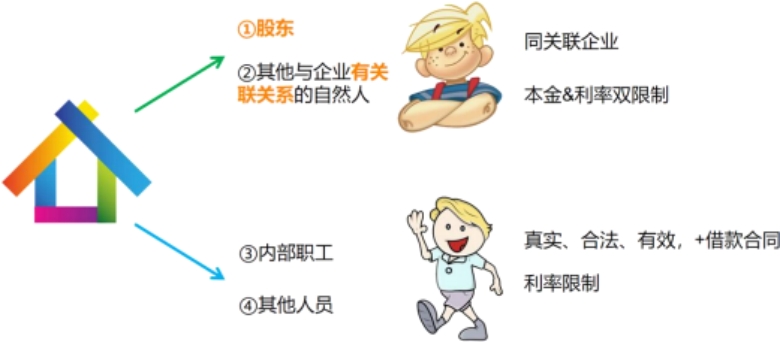 ①股东
同关联企业
②其他与企业有关
联关系的自然人
本金&利率双限制
③内部职工
真实、合法、有效，+借款合同
④其他人员
利率限制